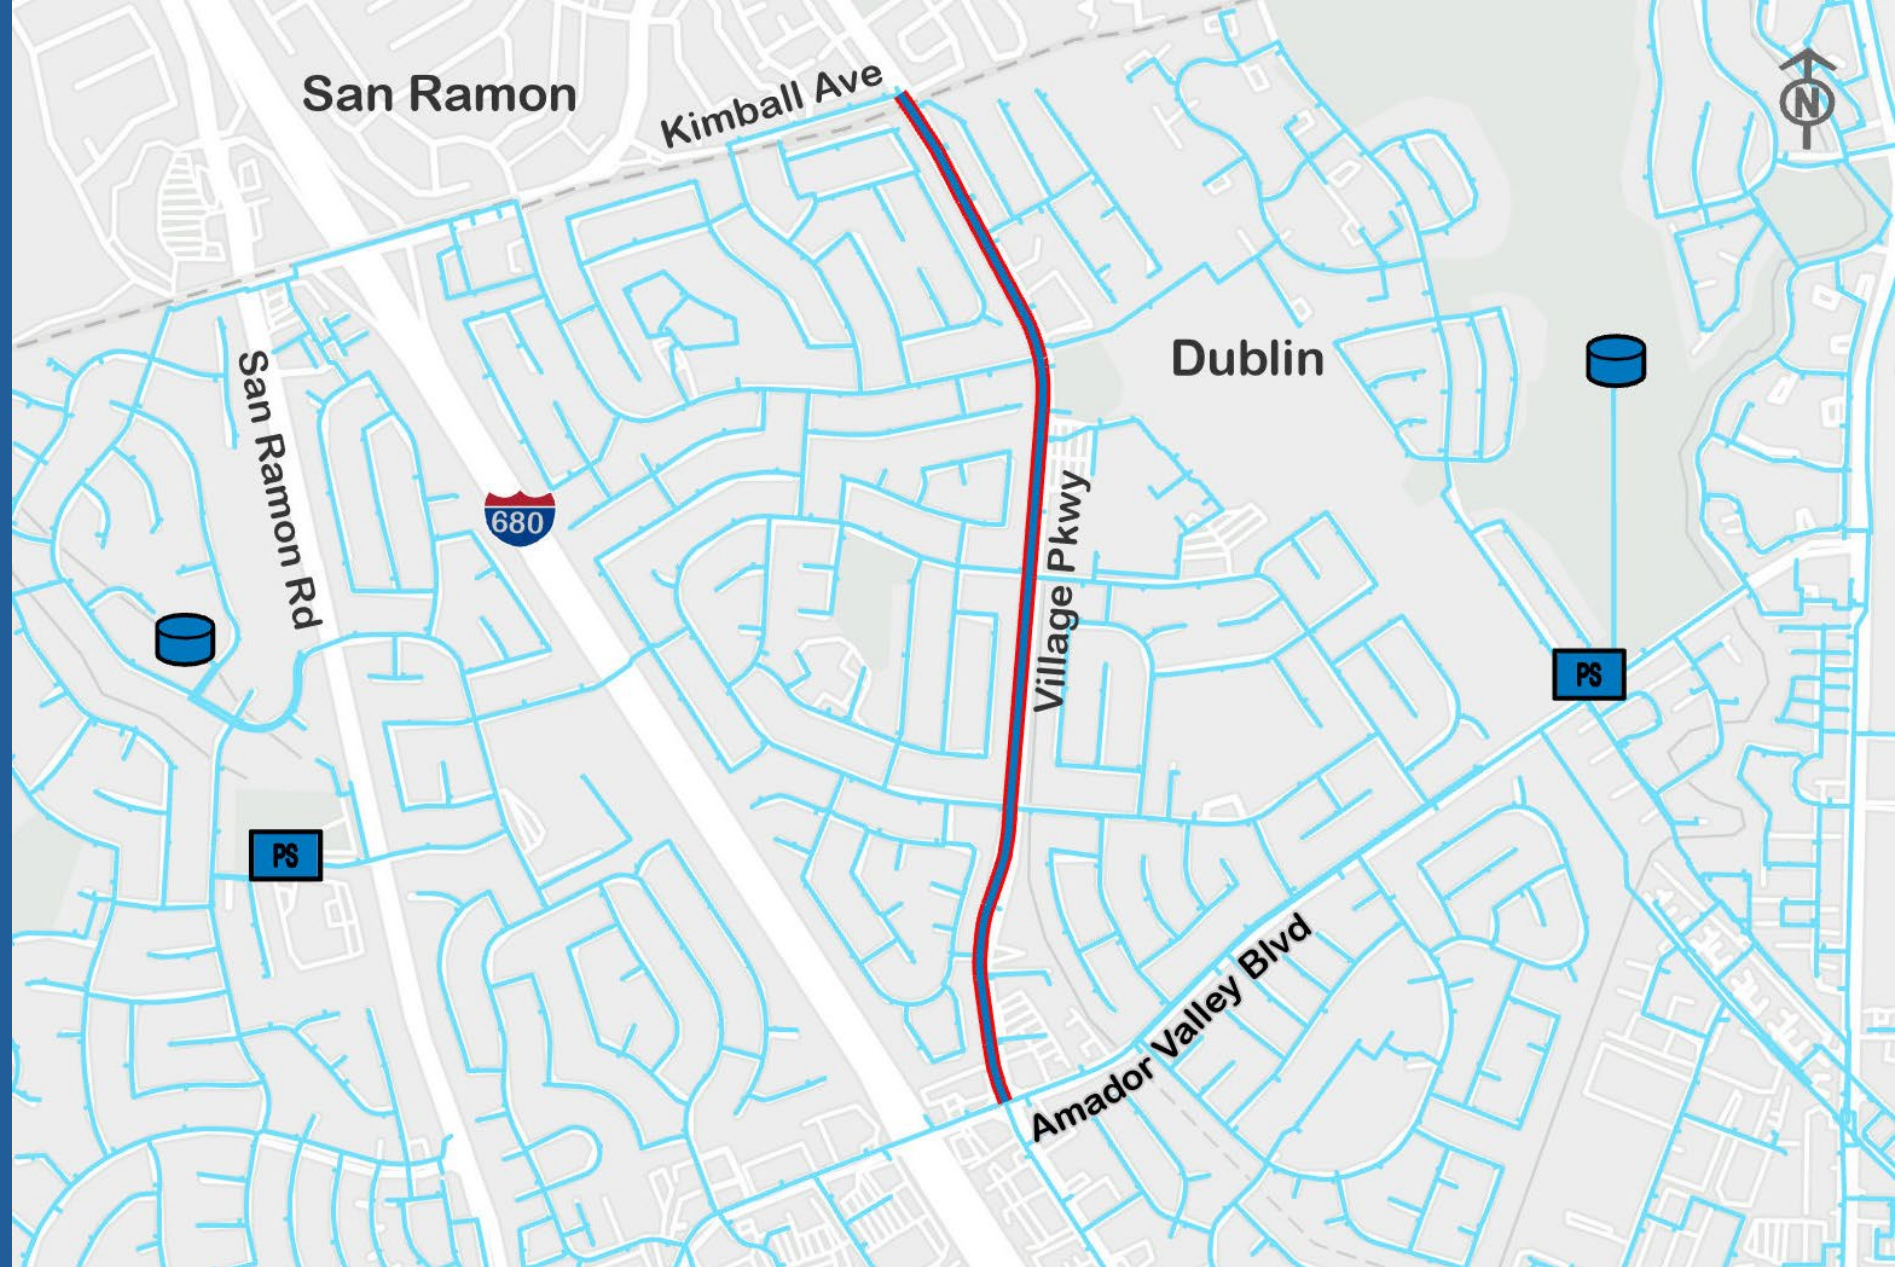 San Ramon
Kimball Ave
N
Dublin
San Ramon Rd
680
Village Pkwy
PS
PS
Amador Valley Blvd